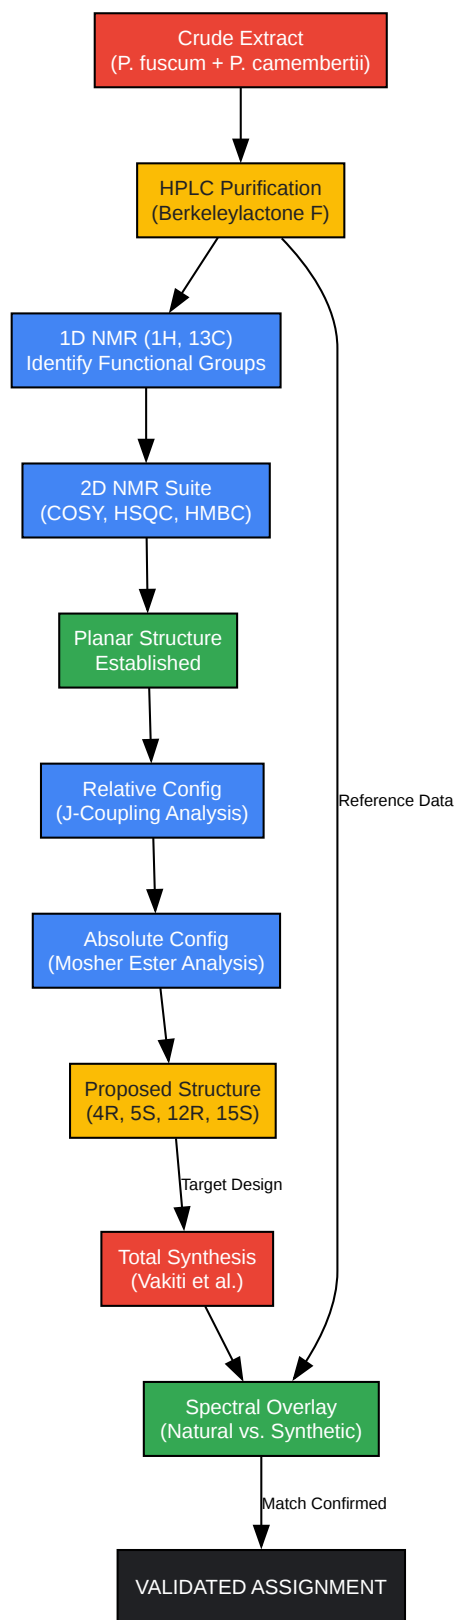 Crude Extract
(P. fuscum + P. camembertii)
HPLC Purification
(Berkeleylactone F)
1D NMR (1H, 13C)
Identify Functional Groups
2D NMR Suite
(COSY, HSQC, HMBC)
Planar Structure
Established
Relative Config
(J-Coupling Analysis)
Reference Data
Absolute Config
(Mosher Ester Analysis)
Proposed Structure
(4R, 5S, 12R, 15S)
Target Design
Total Synthesis
(Vakiti et al.)
Spectral Overlay
(Natural vs. Synthetic)
Match Confirmed
VALIDATED ASSIGNMENT